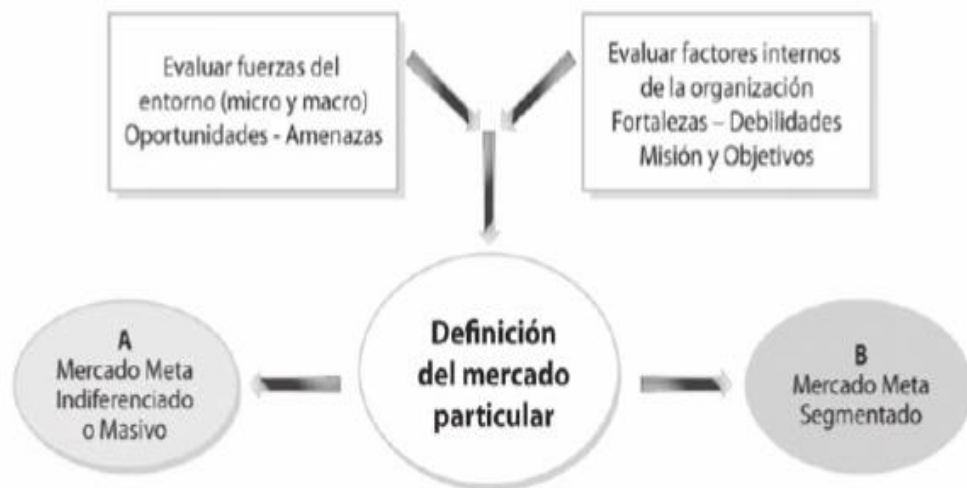 Evaluar fuerzas del
entorno (micro y macro)
Oportunidades - Amenazas
Evaluar factores internos
de la organización
Fortalezas – Debilidades
Misión y Objetivos
Definición
del mercado
particular
A
Mercado Meta
Indiferenciado
o Masivo
B
Mercado Meta
Segmentado